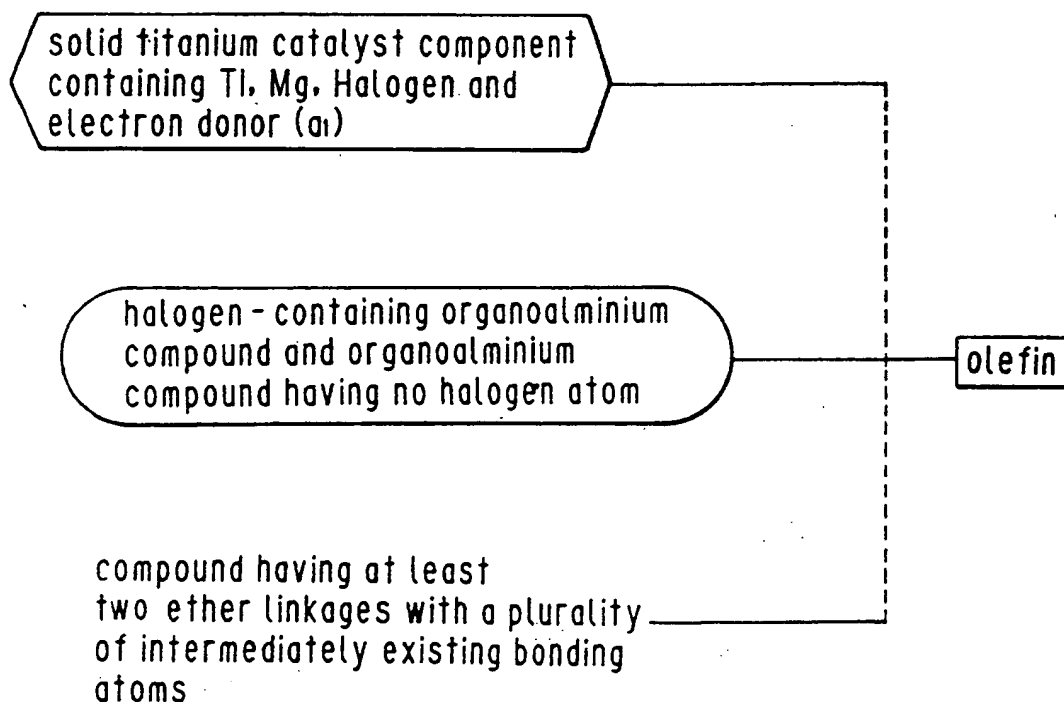 solid titanium catalyst component
containing TI, Mg, Halogen and
electron donor (a1)
halogen - containing organoalminium
compound and organoalminium
compound having no halogen atom
olefin
compound having at least
two ether linkages with a plurality
of intermediately existing bonding
atoms